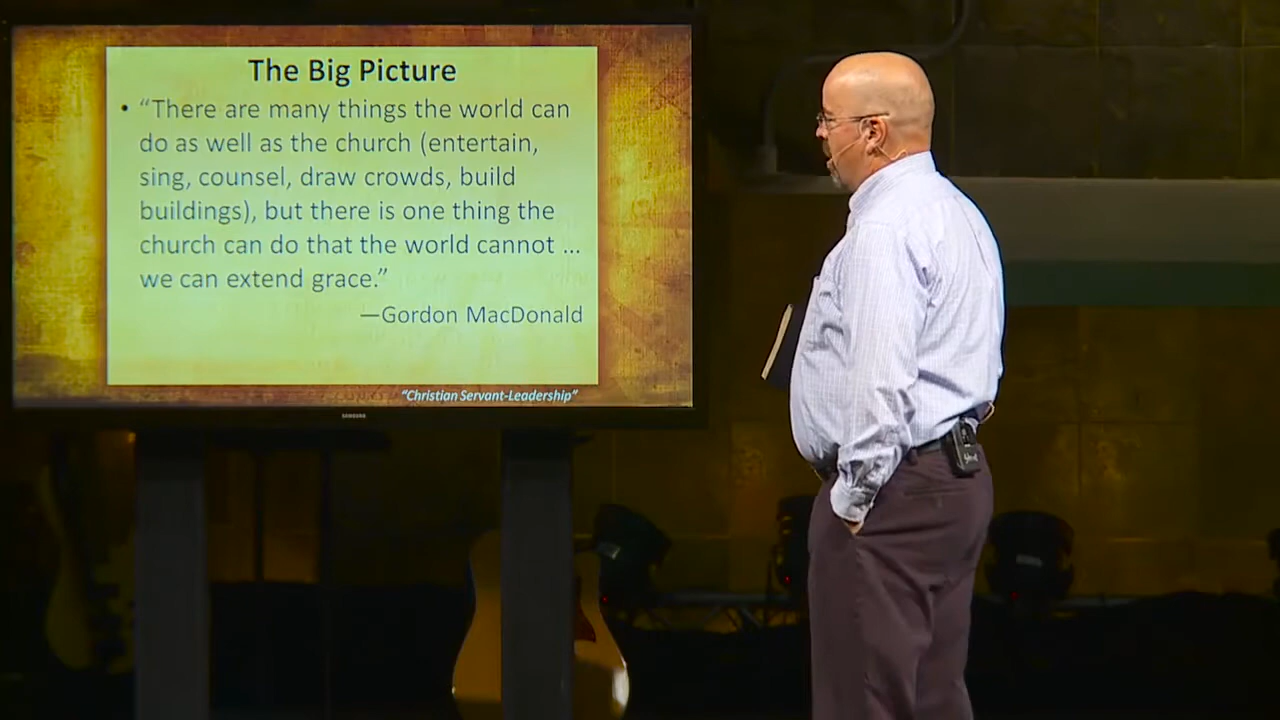 The Big Picture
• “There are many things the world can
do as well as the church (entertain,
sing, counsel, draw crowds, build
buildings), but there is one thing the
church can do that the world cannot ...
we can extend grace.”
—Gordon MacDonald
“Christian Servant-Leadership”
SAMSUNG